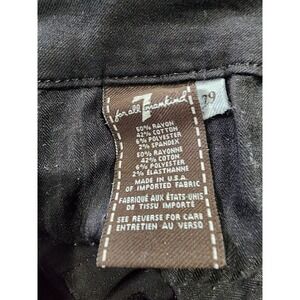 7
for all mankind
29
50% RAYON
42% COTTON
6% POLYESTER
2% SPANDEX
50% RAYONNE
42% COTON
6% POLYESTER
2% ÉLASTHANNE
MADE IN U.S.A.
OF IMPORTED FABRIC
FABRIQUÉ AUX ÉTATS-UNIS
DE TISSU IMPORTÉ
SEE REVERSE FOR CARE
ENTRETIEN AU VERSO